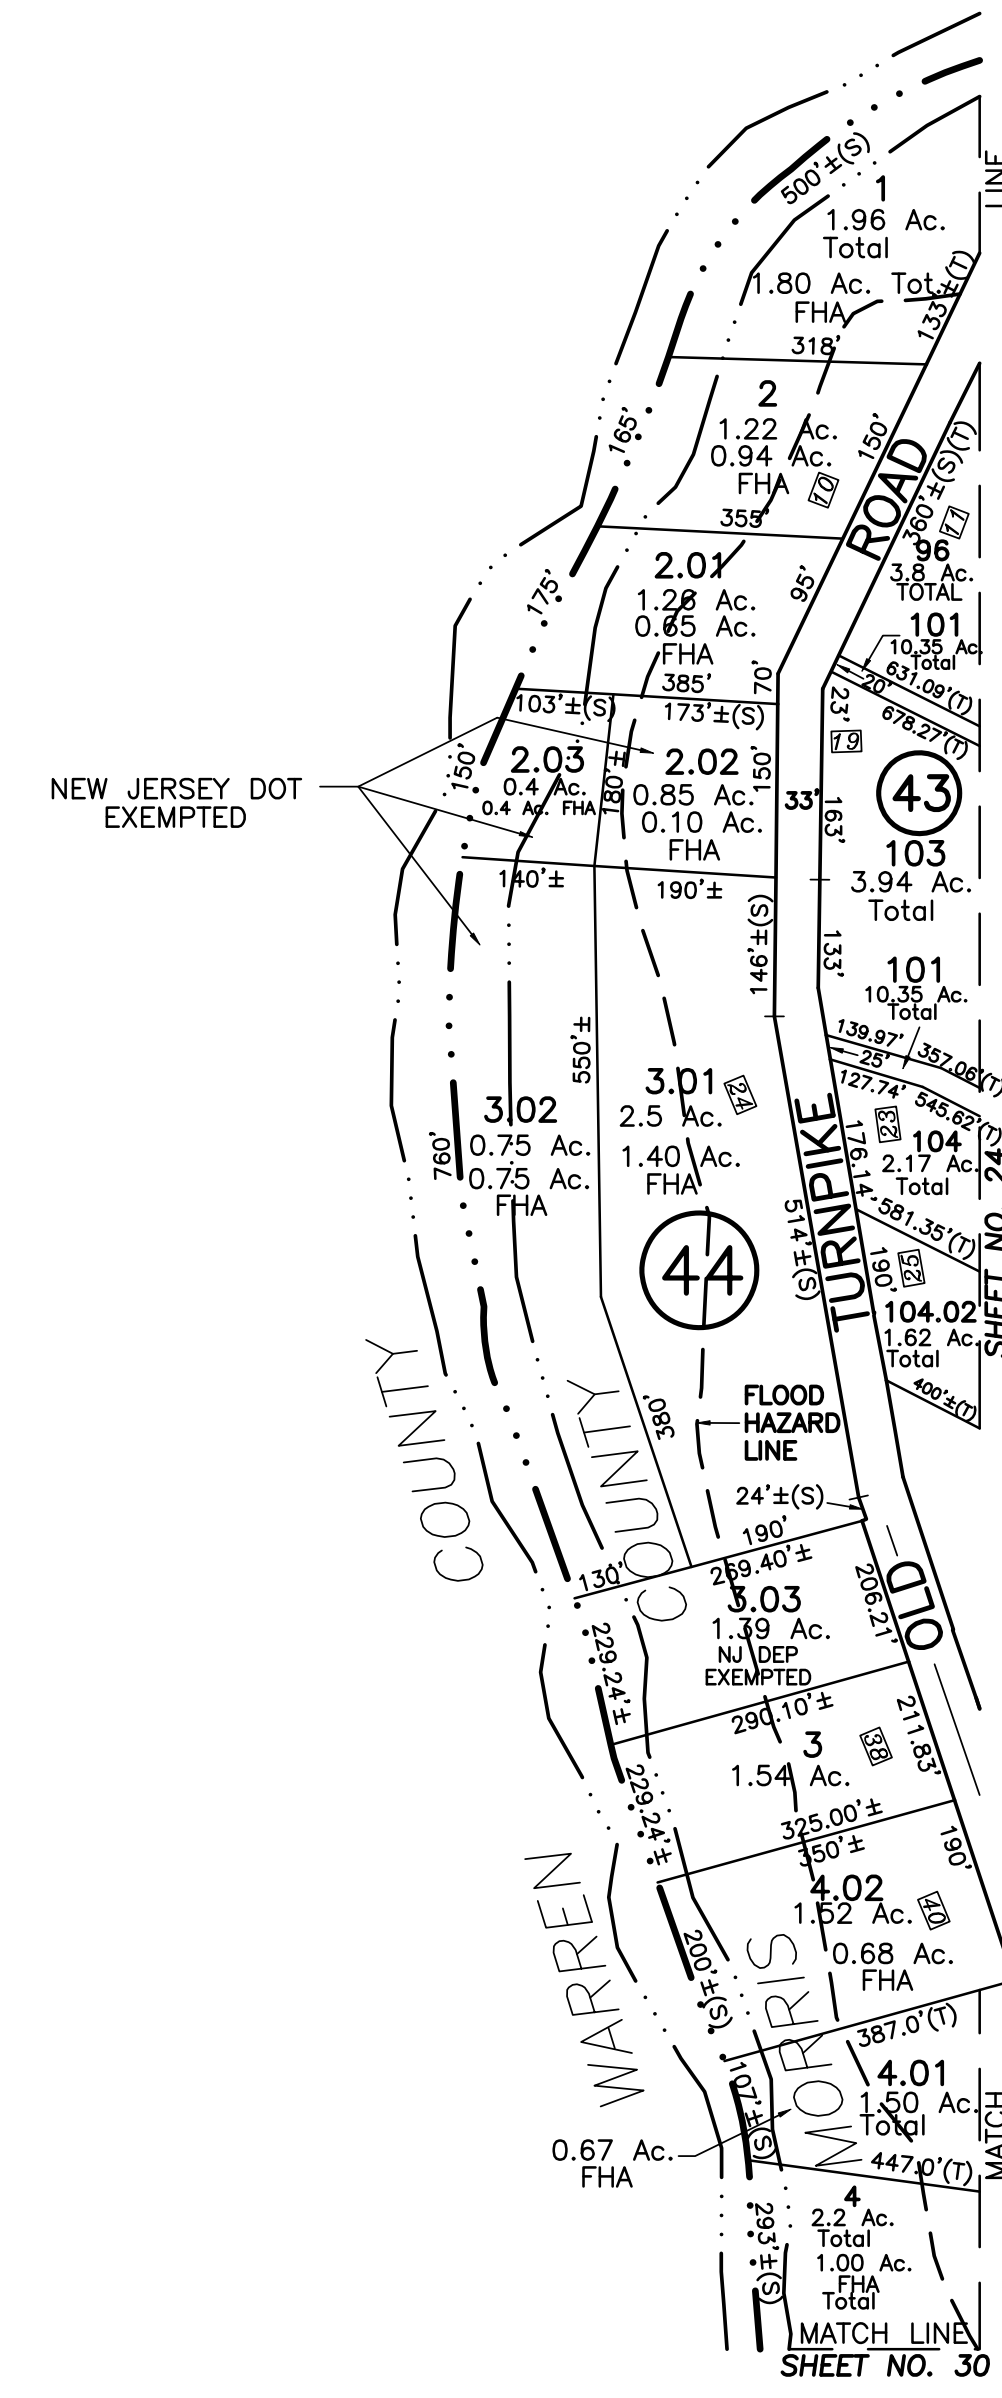 500'±(S)
LINE
1
1.96 Ac.
Total
1.80 Ac. Tot.
FHA
133'±(T)
318'
2
1.22 Ac.
0.94 Ac.
FHA
165'
150'
10
ROAD
360'±(S)(T)
11
355'
96
3.8 Ac.
TOTAL
2.01
1.26 Ac.
0.65 Ac.
FHA
175'
95'
101
10.35 Ac.
Total
631.09'(T)
20'
678.27'(T)
385'
70'
103'±(S)
173'±(S)
23'
19
NEW JERSEY DOT
EXEMPTED
150'
2.03
0.4 Ac.
0.4 Ac. FHA
180'±
2.02
0.85 Ac.
0.10 Ac.
FHA
150'
33'
163'
43
103
3.94 Ac.
Total
140'±
190'±
146'±(S)
133'
101
10.35 Ac.
Total
139.97'
357.06'(T)
25'
127.74'
545.62'(T)
550'±
3.01
2.5 Ac.
1.40 Ac.
FHA
24
3.02
0.75 Ac.
0.75 Ac.
FHA
760'
TURNPIKE
176.14'
23
104
2.17 Ac.
Total
SHEET NO. 24
581.35'(T)
514'±(S)
44
190'
25
104.02
1.62 Ac.
Total
400'±(T)
COUNTY
COUNTY
380'
FLOOD
HAZARD
LINE
24'±(S)
190'
130'
269.40'±
3.03
1.39 Ac.
NJ DEP
EXEMPTED
206.21'
OLD
229.24'±
290.10'±
3
1.54 Ac.
38
211.83'
229.24'±
325.00'±
350'±
190'
4.02
1.52 Ac.
40
0.68 Ac.
FHA
WARREN
MORRIS
200'±(S)
387.0'(T)
4.01
1.50 Ac.
Total
MATCH
107'±(S)
0.67 Ac.
FHA
447.0'(T)
4
2.2 Ac.
Total
1.00 Ac.
FHA
Total
293'±(S)
MATCH LINE
SHEET NO. 30